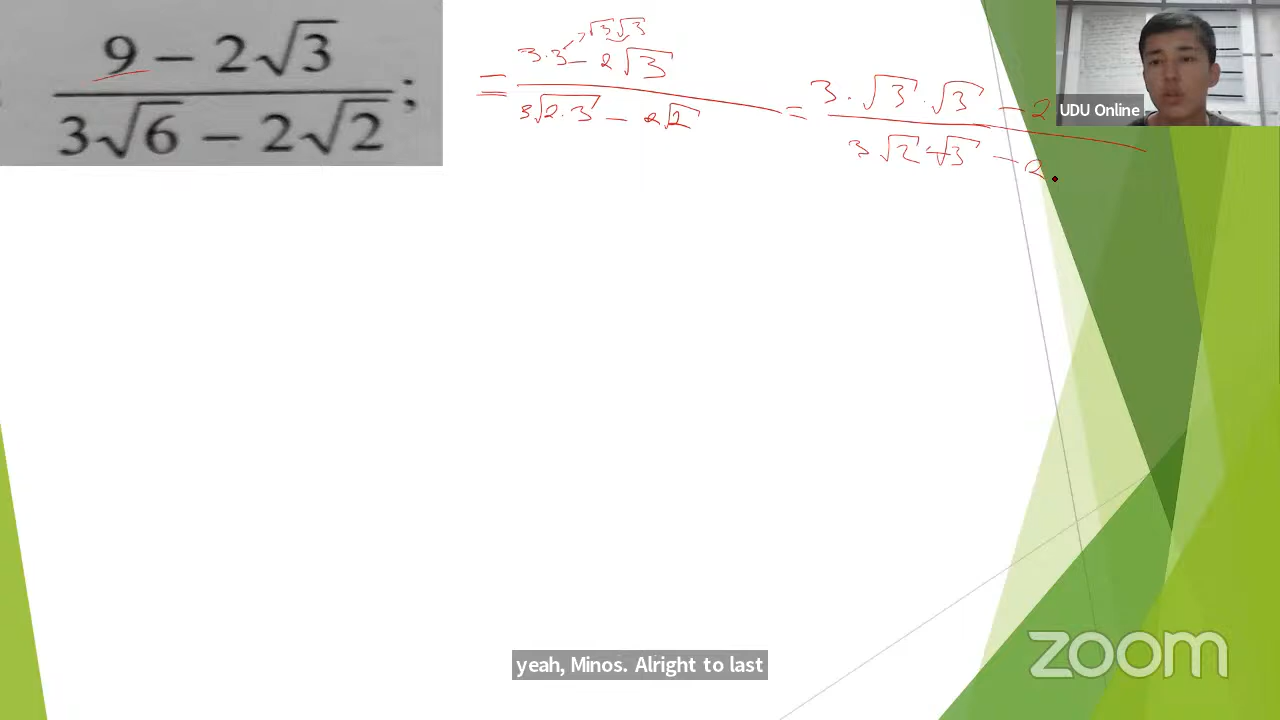 9 − 2√3
3√6 − 2√2 ;
√3 √3
= 3·3 − 2√3
3√2·3 − 2√2
= 3 · √3 · √3 − 2
3 √2 · √3 − 2
UDU Online
yeah, Minos. Alright to last
zoom